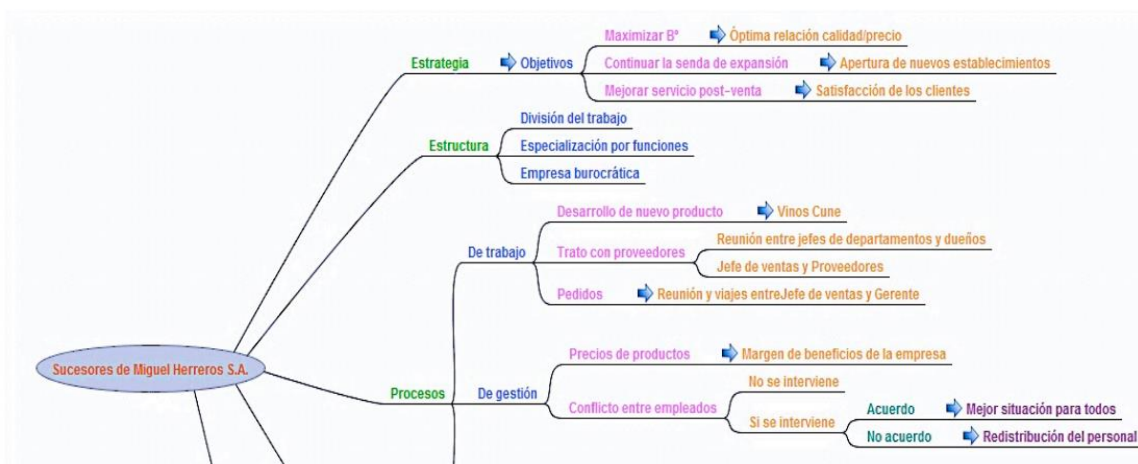 Maximizar Bº
Óptima relación calidad/precio
Estrategia
Objetivos
Continuar la senda de expansión
Apertura de nuevos establecimientos
Mejorar servicio post-venta
Satisfacción de los clientes
División del trabajo
Estructura
Especialización por funciones
Empresa burocrática
Desarrollo de nuevo producto
Vinos Cune
De trabajo
Trato con proveedores
Reunión entre jefes de departamentos y dueños
Jefe de ventas y Proveedores
Pedidos
Reunión y viajes entreJefe de ventas y Gerente
Sucesores de Miguel Herreros S.A.
Precios de productos
Margen de beneficios de la empresa
Procesos
De gestión
Conflicto entre empleados
No se interviene
Si se interviene
Acuerdo
Mejor situación para todos
No acuerdo
Redistribución del personal